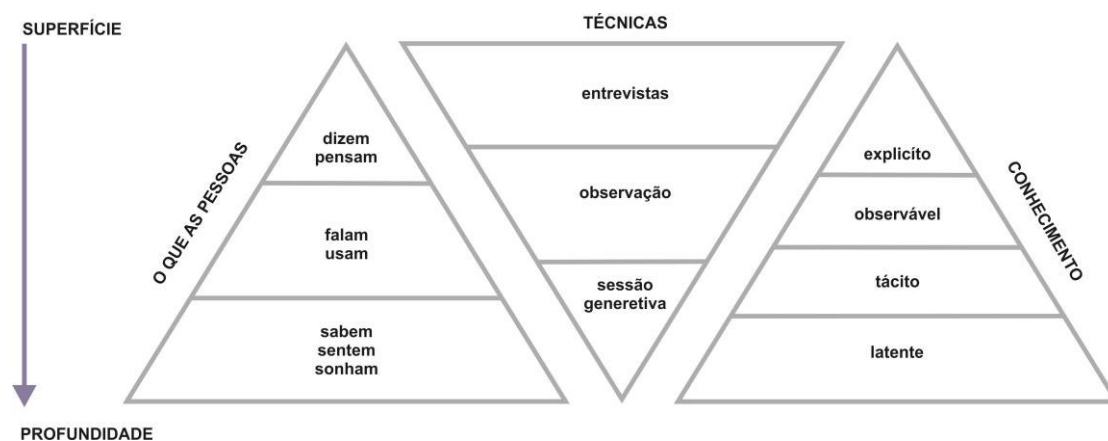 SUPERFÍCIE
PROFUNDIDADE
O QUE AS PESSOAS
dizem
pensam
falam
usam
sabem
sentem
sonham
TÉCNICAS
entrevistas
observação
sessão
generetiva
CONHECIMENTO
explicíto
observável
tácito
latente